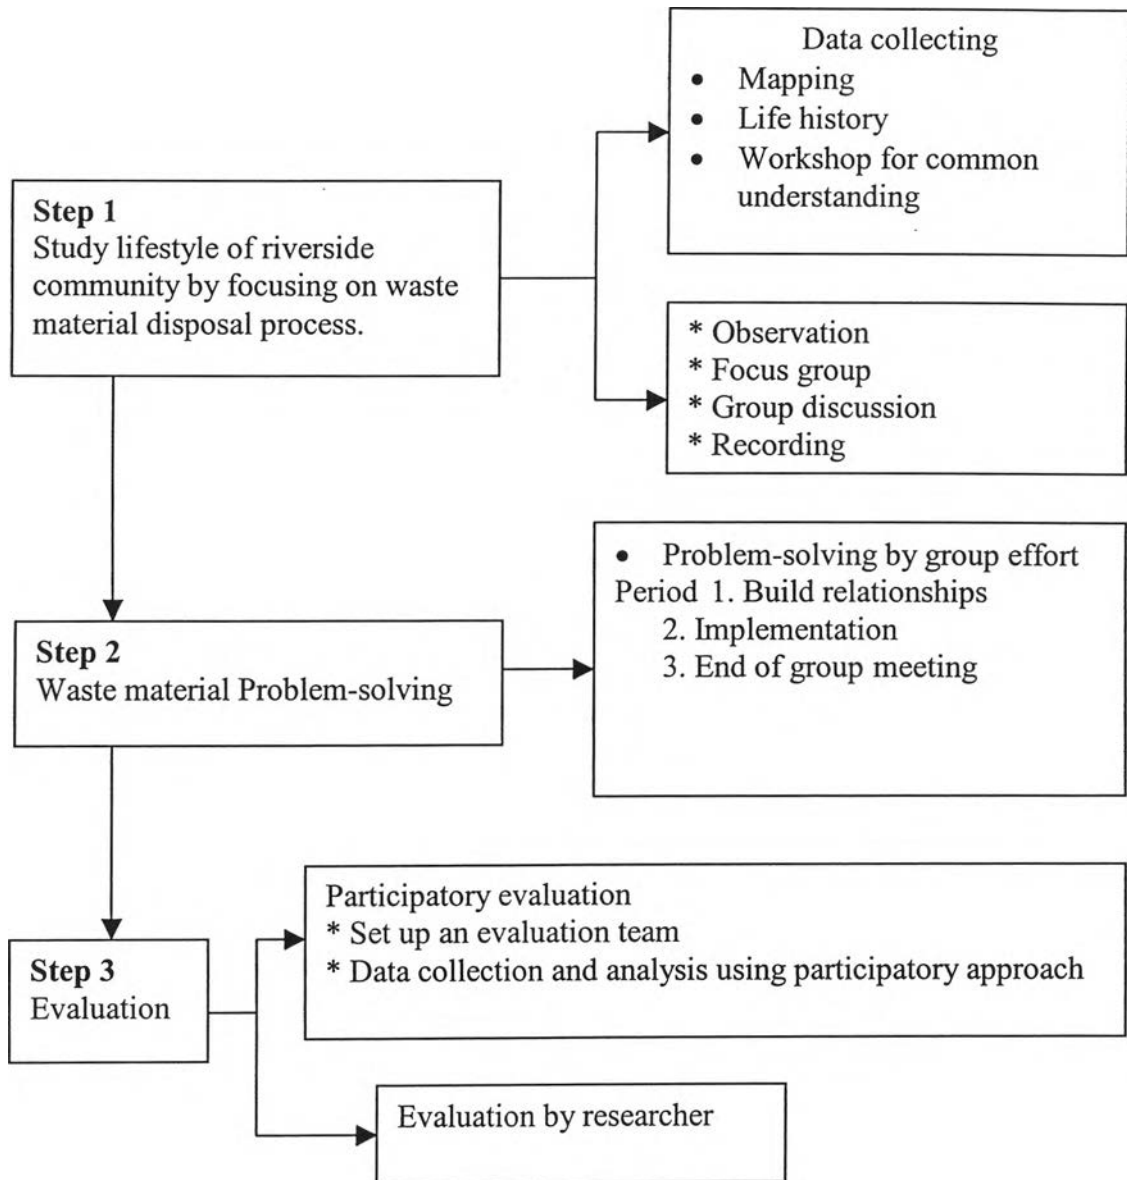 Data collecting
• Mapping
• Life history
• Workshop for common
understanding
Step 1
Study lifestyle of riverside
community by focusing on waste
material disposal process.
* Observation
* Focus group
* Group discussion
* Recording
• Problem-solving by group effort
Period 1. Build relationships
2. Implementation
3. End of group meeting
Step 2
Waste material Problem-solving
Participatory evaluation
* Set up an evaluation team
* Data collection and analysis using participatory approach
Step 3
Evaluation
Evaluation by researcher